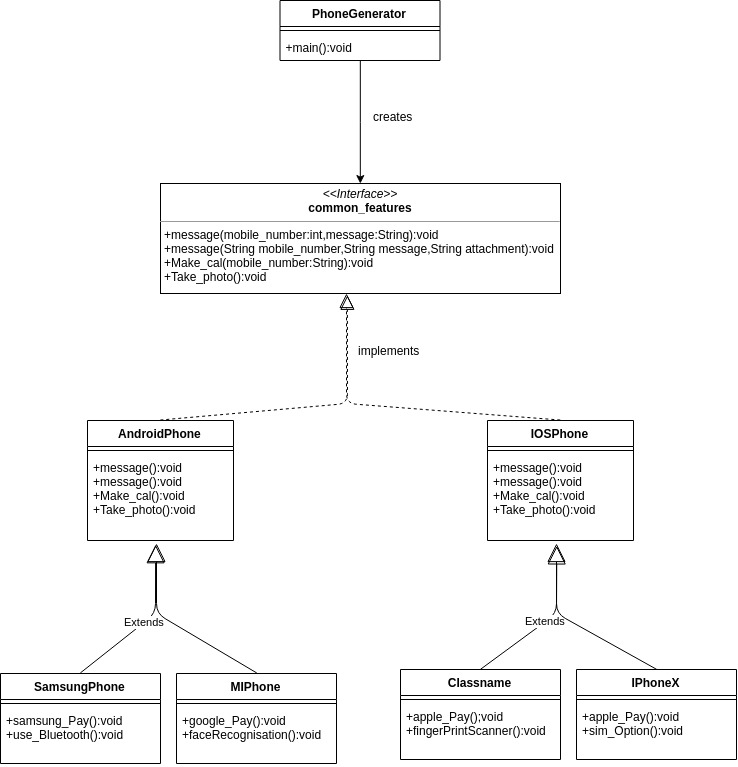 PhoneGenerator
+main():void
creates
<<Interface>>
common_features
+message(mobile_number:int,message:String):void
+message(String mobile_number,String message,String attachment):void
+Make_cal(mobile_number:String):void
+Take_photo():void
implements
AndroidPhone
+message():void
+message():void
+Make_cal():void
+Take_photo():void
IOSPhone
+message():void
+message():void
+Make_cal():void
+Take_photo():void
Extends
Extends
SamsungPhone
+samsung_Pay():void
+use_Bluetooth():void
MIPhone
+google_Pay():void
+faceRecognisation():void
Classname
+apple_Pay();void
+fingerPrintScanner():void
IPhoneX
+apple_Pay():void
+sim_Option():void